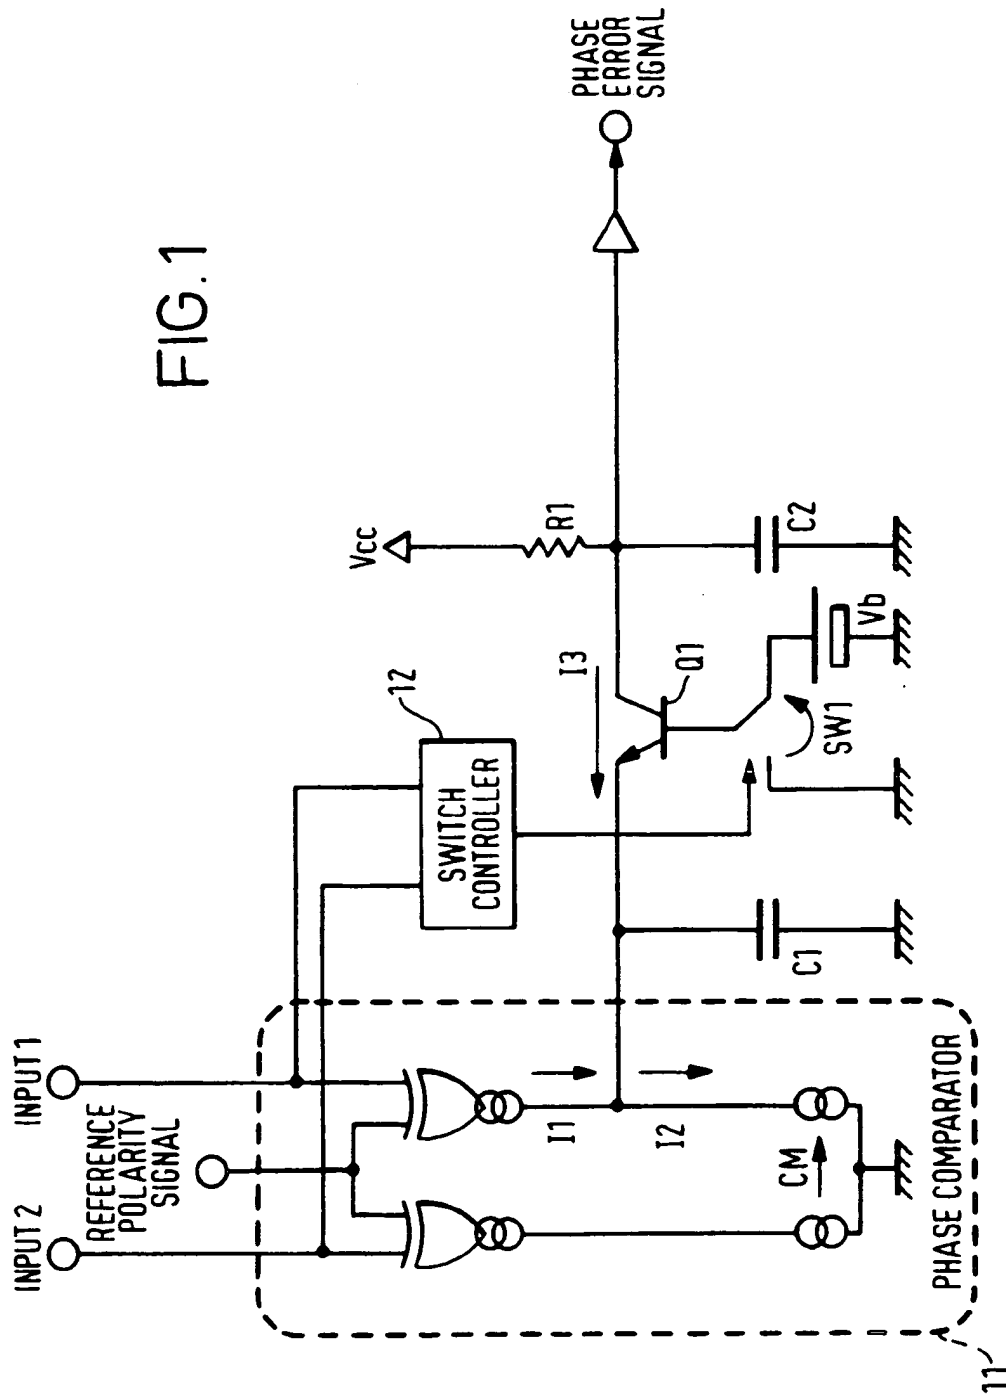 FIG. 1
INPUT 1
REFERENCE
POLARITY
SIGNAL
INPUT 2
SWITCH
CONTROLLER
12
Vcc
R1
PHASE
ERROR
SIGNAL
I3
Q1
I1
I2
CM
C1
SW1
Vb
C2
PHASE COMPARATOR
11